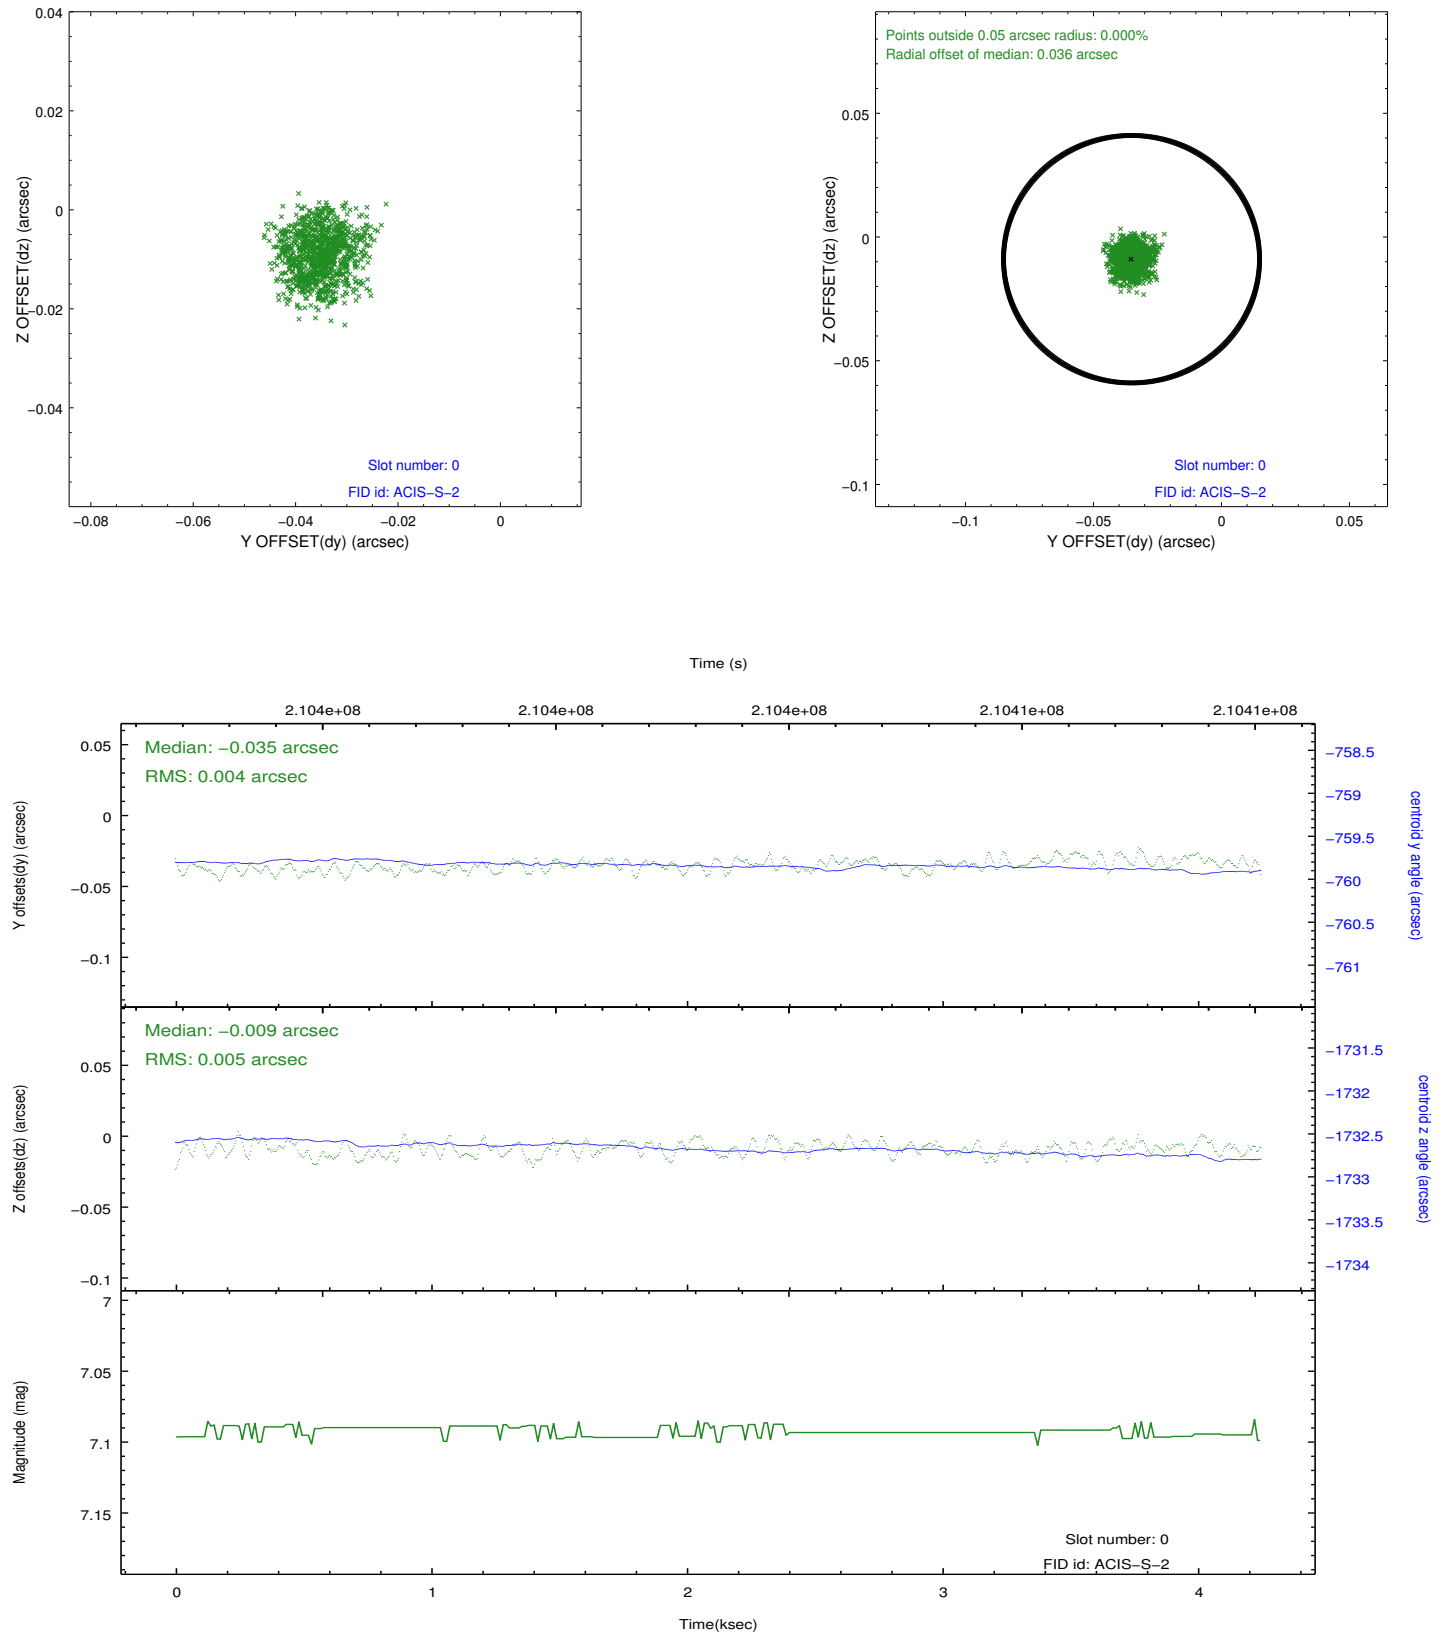 0.04
0.02
0
−0.02
−0.04
Z OFFSET(dz) (arcsec)
Slot number: 0
FID id: ACIS−S−2
−0.08
−0.06
−0.04
−0.02
0
Y OFFSET(dy) (arcsec)
Points outside 0.05 arcsec radius: 0.000%
Radial offset of median: 0.036 arcsec
0.05
0
−0.05
−0.1
Z OFFSET(dz) (arcsec)
Slot number: 0
FID id: ACIS−S−2
−0.1
−0.05
0
0.05
Y OFFSET(dy) (arcsec)
Time (s)
2.104e+08
2.104e+08
2.104e+08
2.1041e+08
2.1041e+08
Median: −0.035 arcsec
RMS: 0.004 arcsec
0.05
0
−0.05
−0.1
Y offsets(dy) (arcsec)
−758.5
−759
−759.5
−760
−760.5
−761
centroid y angle (arcsec)
Median: −0.009 arcsec
RMS: 0.005 arcsec
0.05
0
−0.05
−0.1
Z offsets(dz) (arcsec)
−1731.5
−1732
−1732.5
−1733
−1733.5
−1734
centroid z angle (arcsec)
7
7.05
7.1
7.15
Magnitude (mag)
Slot number: 0
FID id: ACIS−S−2
0
1
2
3
4
Time(ksec)